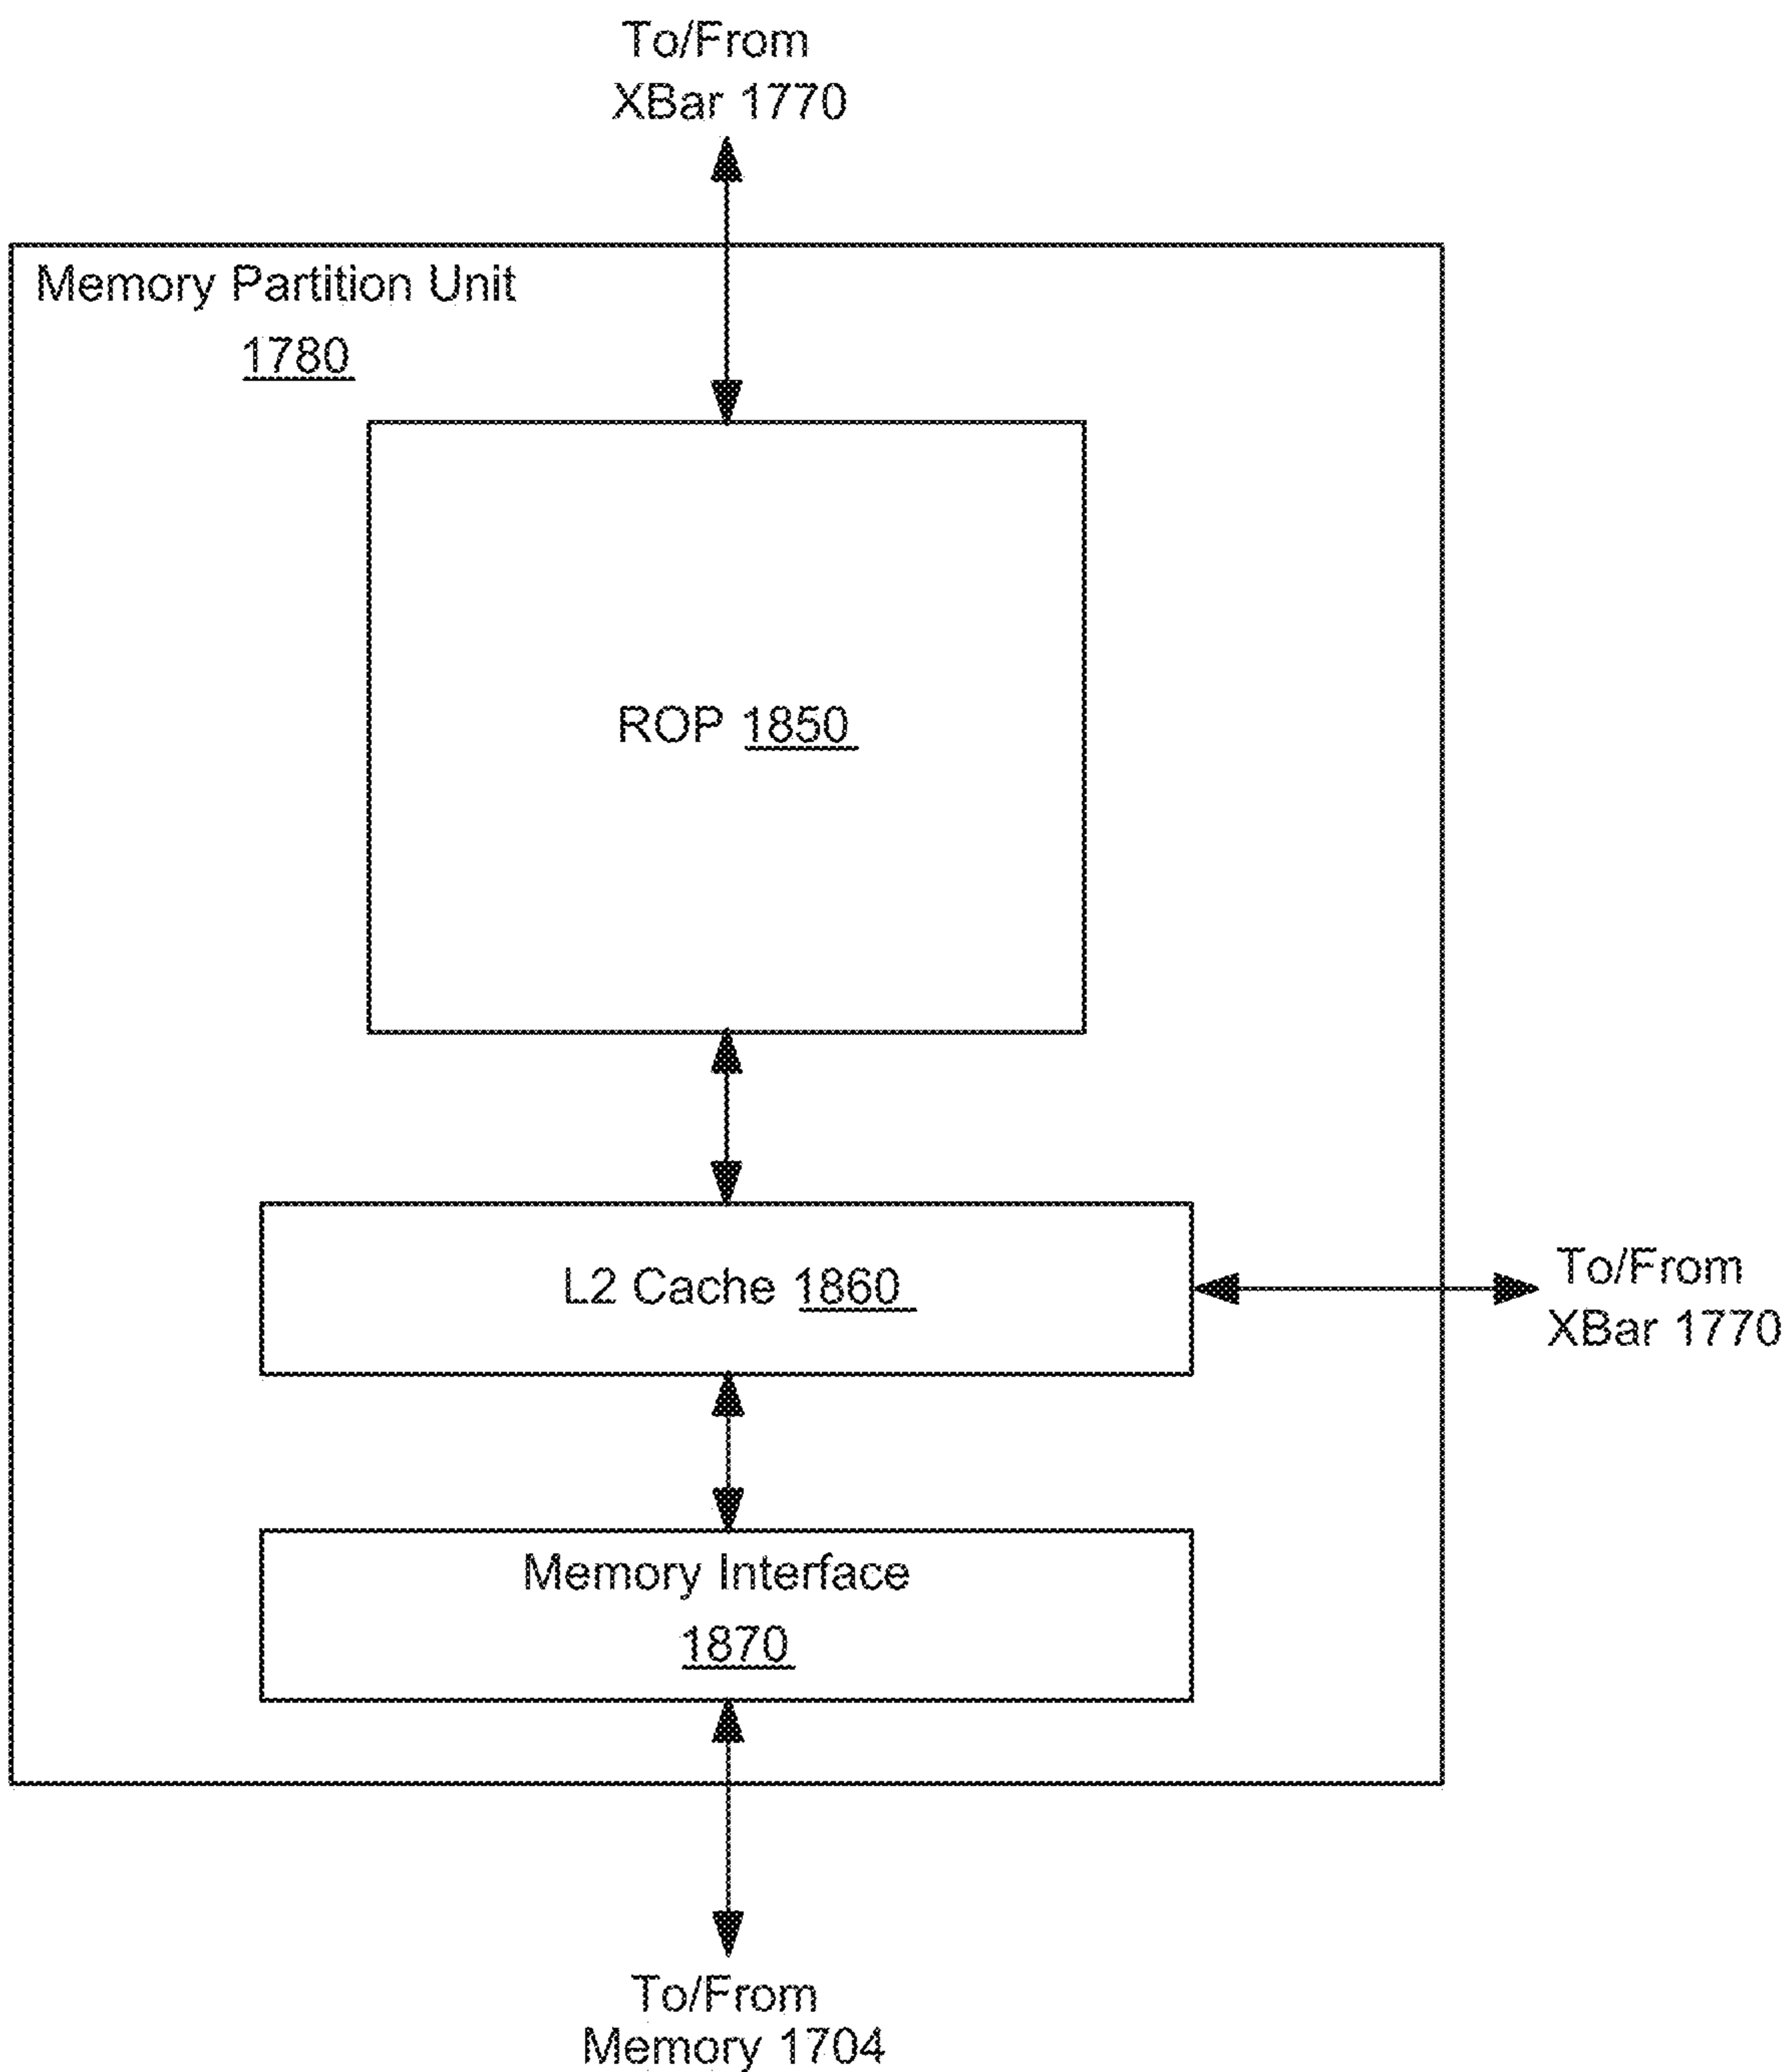 To/From
XBar 1770
Memory Partition Unit
1780
ROP 1850
L2 Cache 1860
To/From
XBar 1770
Memory Interface
1870
To/From
Memory 1704